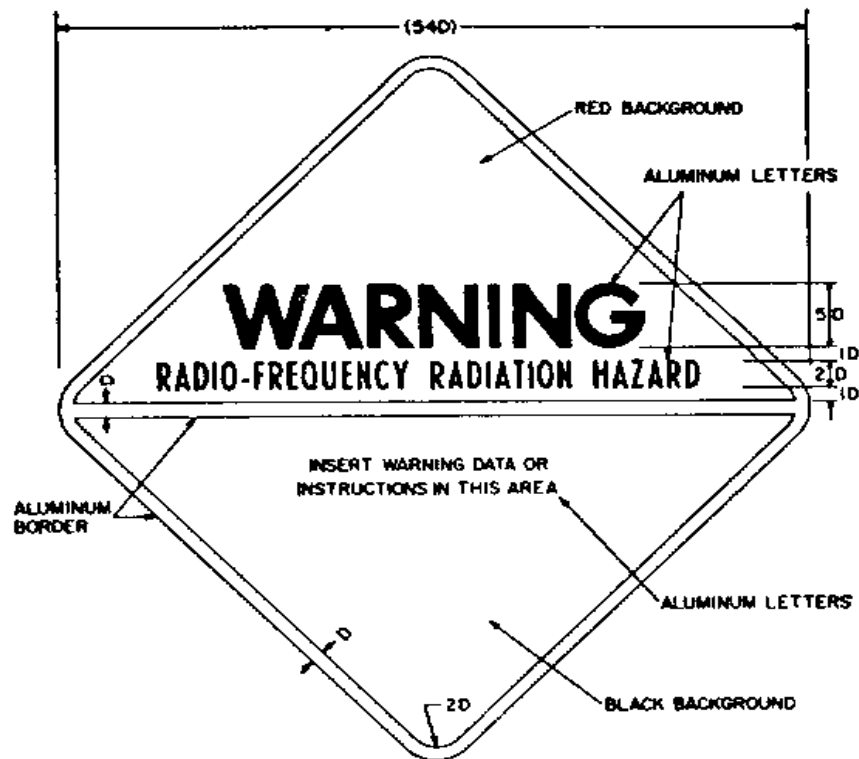 (54D)
RED BACKGROUND
ALUMINUM LETTERS
WARNING
5D
1D
RADIO-FREQUENCY RADIATION HAZARD
2D
D
1D
INSERT WARNING DATA OR
INSTRUCTIONS IN THIS AREA
ALUMINUM
BORDER
ALUMINUM LETTERS
D
2D
BLACK BACKGROUND